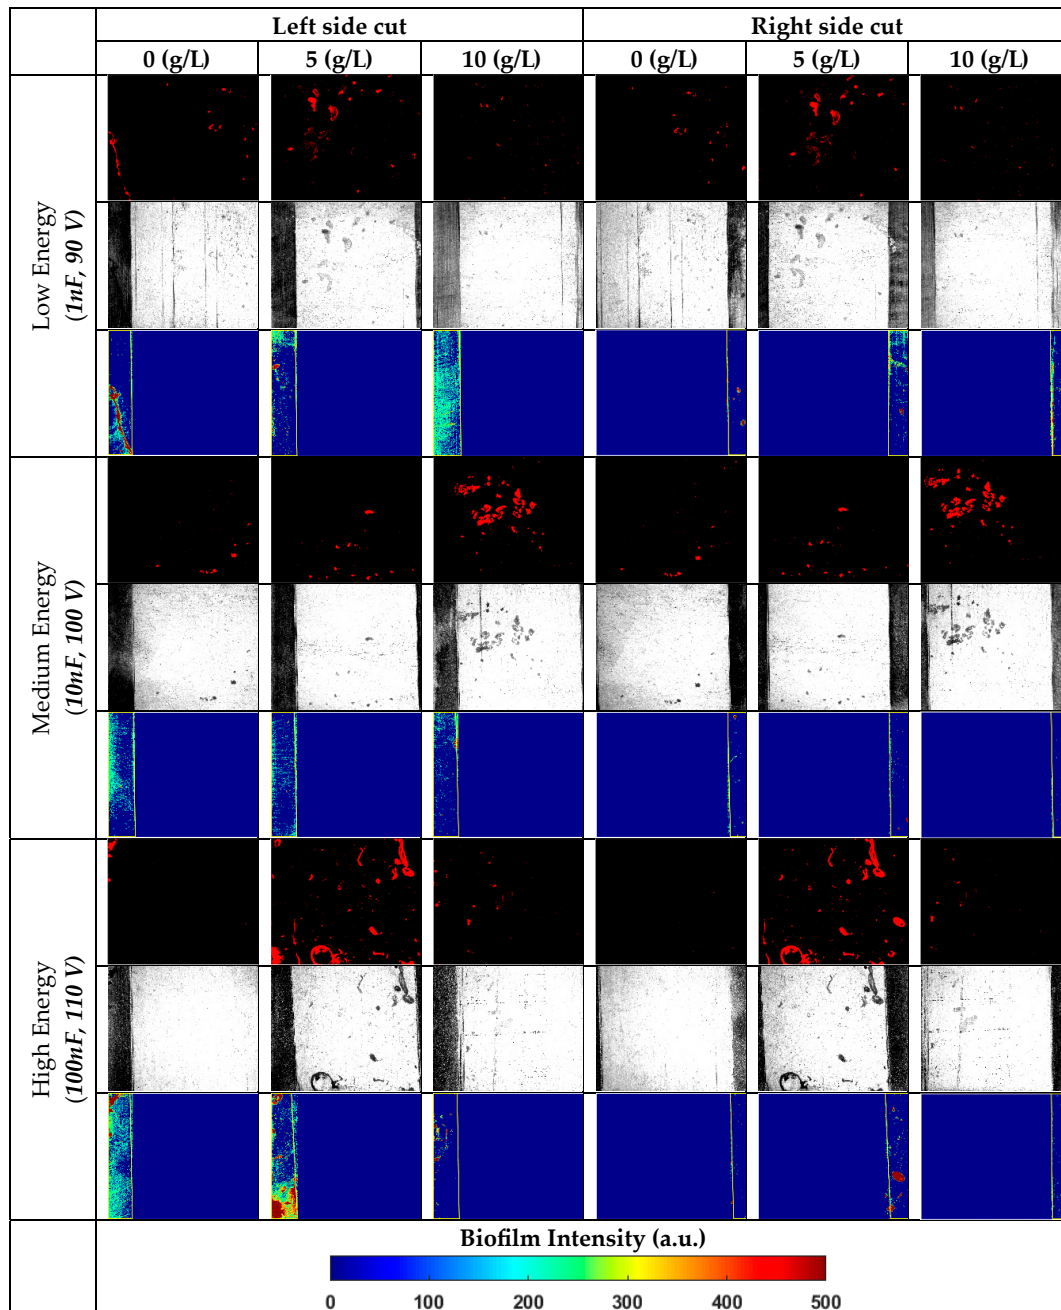 Left side cut
Right side cut
0 (g/L)
5 (g/L)
10 (g/L)
0 (g/L)
5 (g/L)
10 (g/L)
Low Energy
(1nF, 90 V)
Medium Energy
(10nF, 100 V)
High Energy
(100nF, 110 V)
Biofilm Intensity (a.u.)
0
100
200
300
400
500